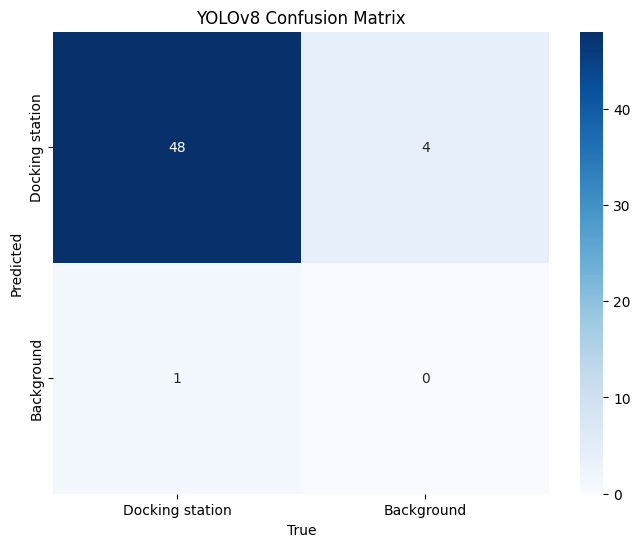 YOLOv8 Confusion Matrix
Predicted
Docking station
Background
48
4
1
0
Docking station
Background
True
40
30
20
10
0